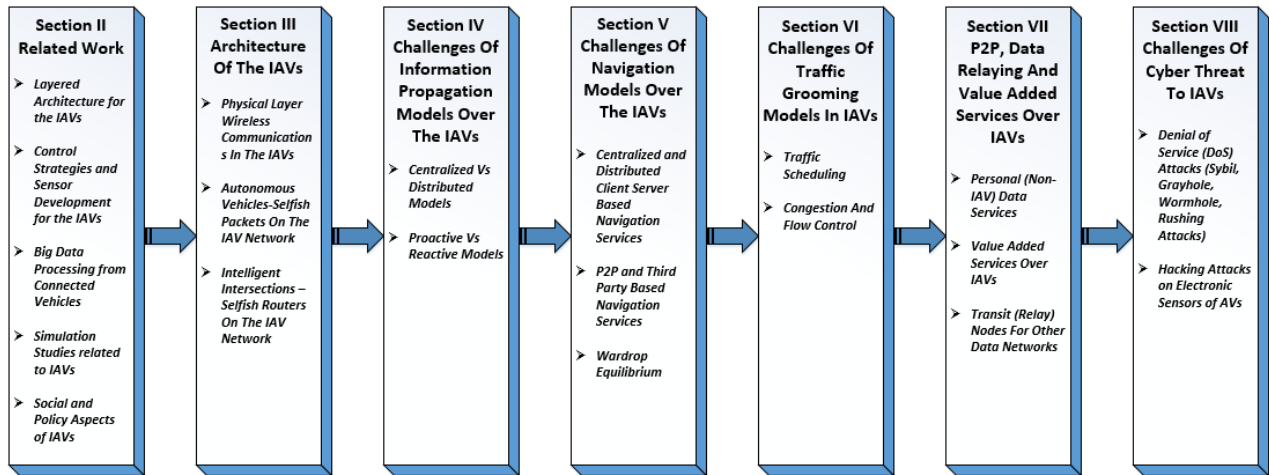 Section II
Related Work
➢ Layered
Architecture for
the IAVs
➢ Control
Strategies and
Sensor
Development
for the IAVs
➢ Big Data
Processing from
Connected
Vehicles
➢ Simulation
Studies related
to IAVs
➢ Social and
Policy Aspects
of IAVs
Section III
Architecture
Of The IAVs
➢ Physical Layer
Wireless
Communication
s In The IAVs
➢ Autonomous
Vehicles-Selfish
Packets On The
IAV Network
➢ Intelligent
Intersections –
Selfish Routers
On The IAV
Network
Section IV
Challenges Of
Information
Propagation
Models Over
The IAVs
➢ Centralized Vs
Distributed
Models
➢ Proactive Vs
Reactive Models
Section V
Challenges Of
Navigation
Models Over
The IAVs
➢ Centralized and
Distributed
Client Server
Based
Navigation
Services
➢ P2P and Third
Party Based
Navigation
Services
➢ Wardrop
Equilibrium
Section VI
Challenges Of
Traffic
Grooming
Models In IAVs
➢ Traffic
Scheduling
➢ Congestion And
Flow Control
Section VII
P2P, Data
Relaying And
Value Added
Services Over
IAVs
➢ Personal (Non-
IAV) Data
Services
➢ Value Added
Services Over
IAVs
➢ Transit (Relay)
Nodes For Other
Data Networks
Section VIII
Challenges Of
Cyber Threat
To IAVs
➢ Denial of
Service (DoS)
Attacks (Sybil,
Grayhole,
Wormhole,
Rushing
Attacks)
➢ Hacking Attacks
on Electronic
Sensors of AVs